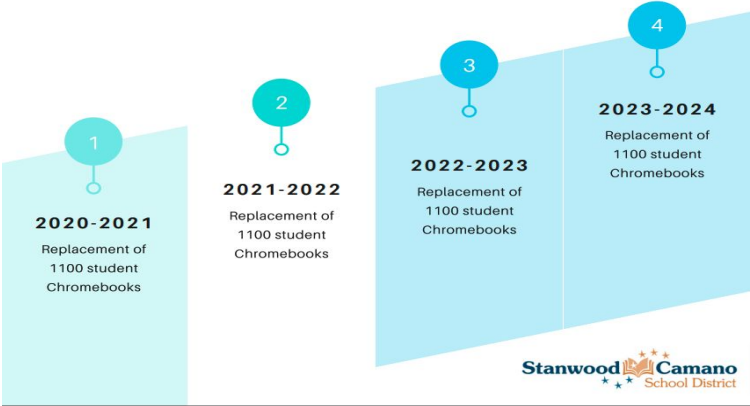 1
2020-2021
Replacement of
1100 student
Chromebooks
2
2021-2022
Replacement of
1100 student
Chromebooks
3
2022-2023
Replacement of
1100 student
Chromebooks
4
2023-2024
Replacement of
1100 student
Chromebooks
Stanwood Camano
School District